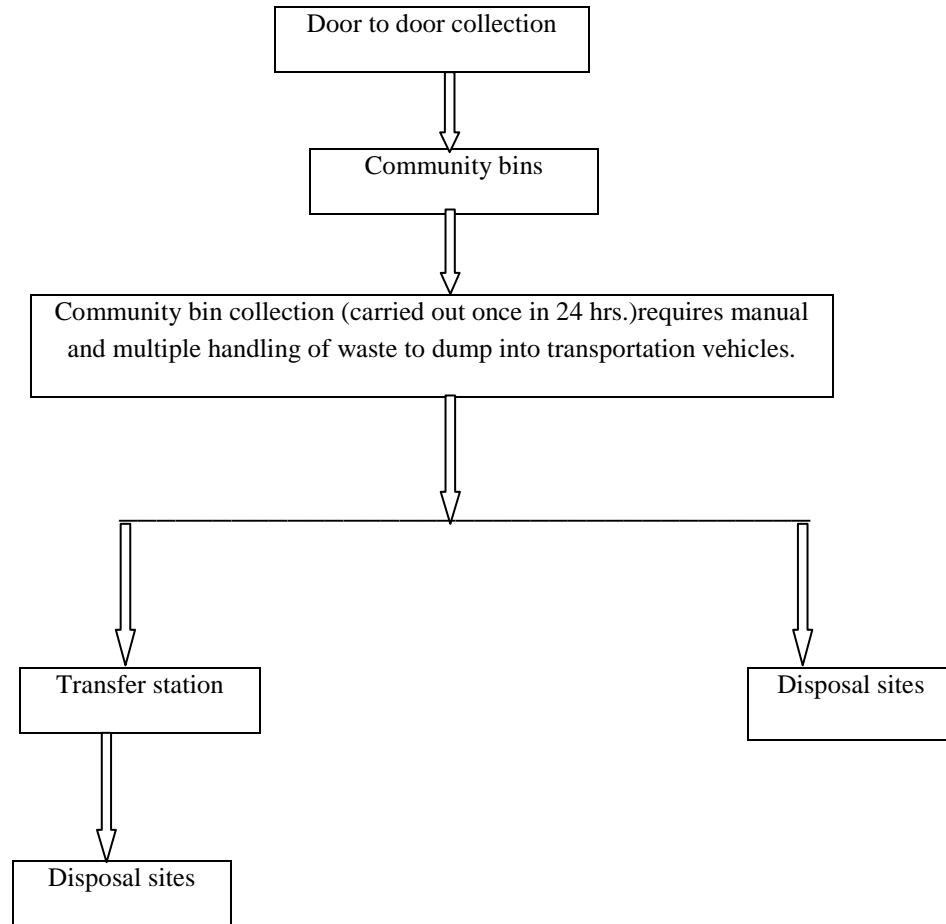 Door to door collection
Community bins
Community bin collection (carried out once in 24 hrs.)requires manual
and multiple handling of waste to dump into transportation vehicles.
Transfer station
Disposal sites
Disposal sites